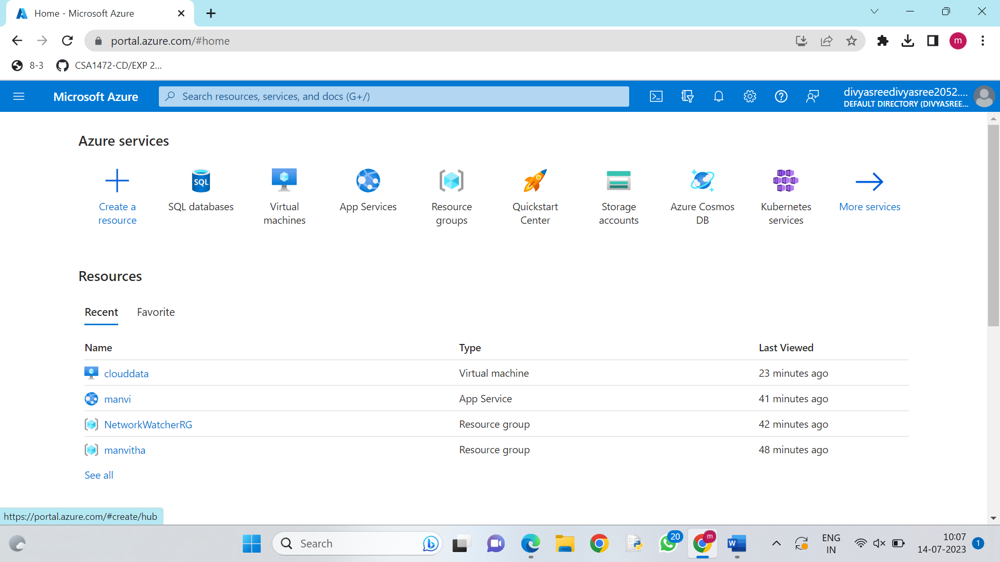 Home - Microsoft Azure
portal.azure.com/#home
m
8-3
CSA1472-CD/EXP 2...
Microsoft Azure
Search resources, services, and docs (G+/)
divyasreedivyasree2052....
DEFAULT DIRECTORY (DIVYASREE...
Azure services
Create a
resource
SQL
SQL databases
Virtual
machines
App Services
Resource
groups
Quickstart
Center
Storage
accounts
Azure Cosmos
DB
Kubernetes
services
More services
Resources
Recent
Favorite
Name Type Last Viewed
clouddata Virtual machine 23 minutes ago
manvi App Service 41 minutes ago
NetworkWatcherRG Resource group 42 minutes ago
manvitha Resource group 48 minutes ago
See all
https://portal.azure.com/#create/hub
Search
20
m
W
ENG
IN
10:07
14-07-2023
1